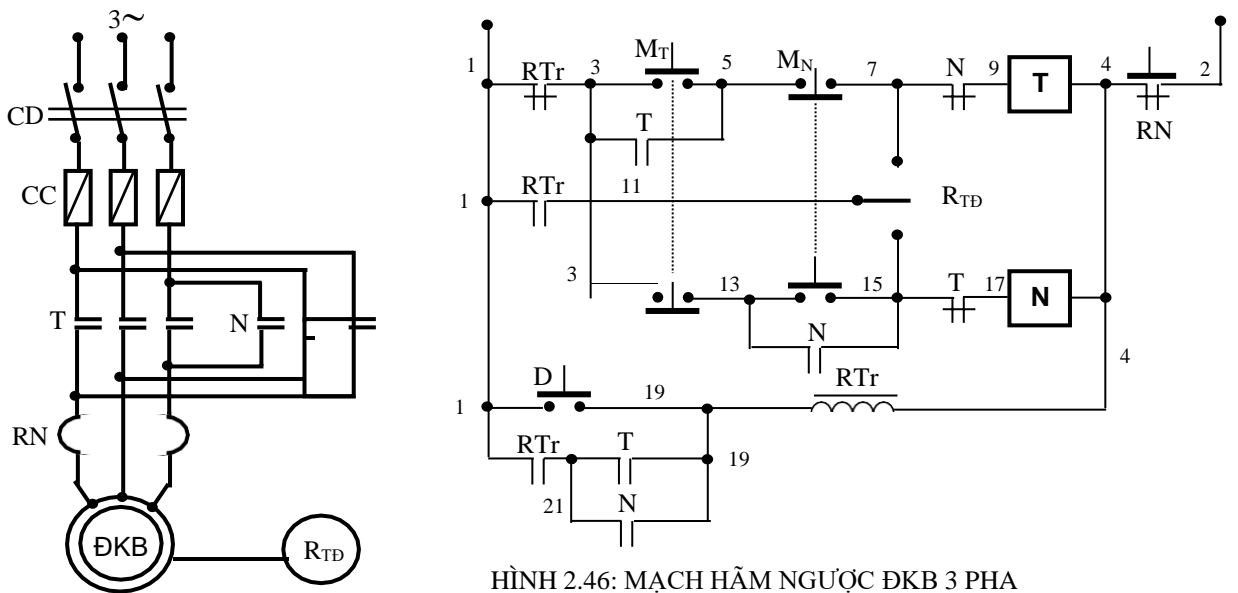 3~
CD
CC
T
N
RN
ĐKB
RTĐ
1
RTr
3
MT
5
MN
7
N
9
T
4
RN
2
T
1
RTr
11
RTĐ
3
13
15
T
17
N
N
4
D
1
19
RTr
RTr
T
19
21
N
HÌNH 2.46: MẠCH HÃM NGƯỢC ĐKB 3 PHA